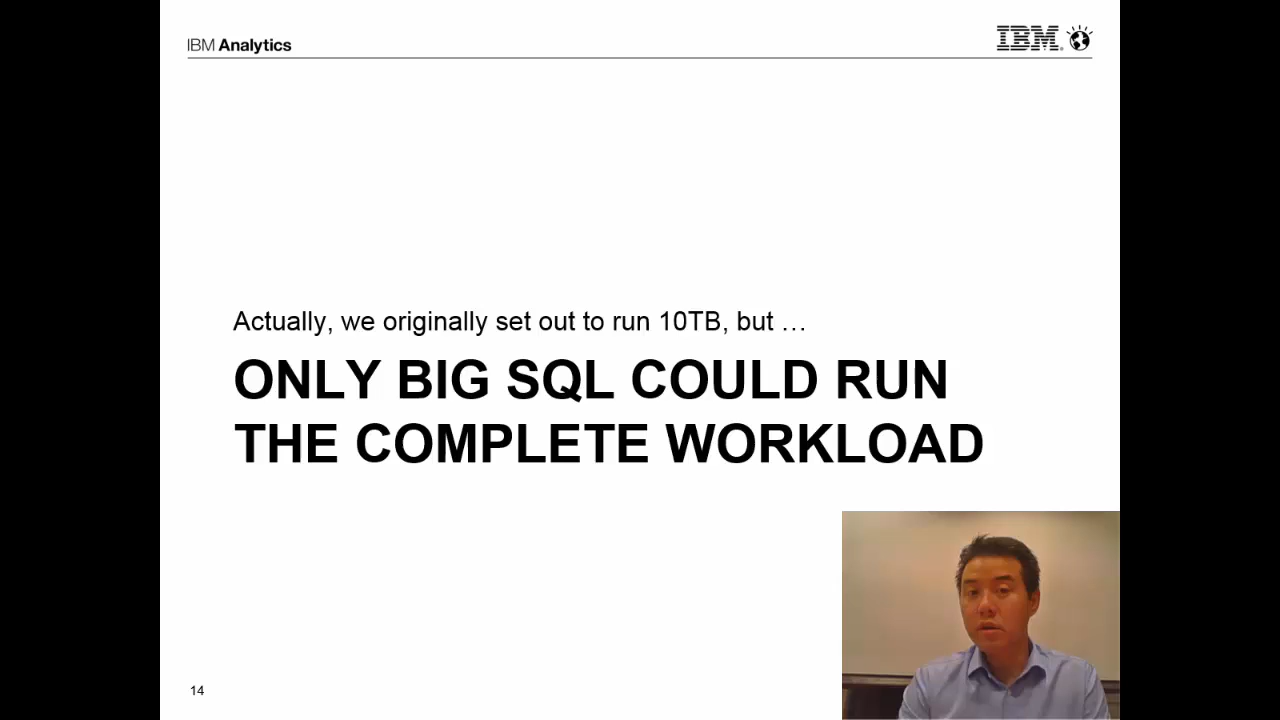 IBM Analytics
IBM
Actually, we originally set out to run 10TB, but …
ONLY BIG SQL COULD RUN
THE COMPLETE WORKLOAD
14